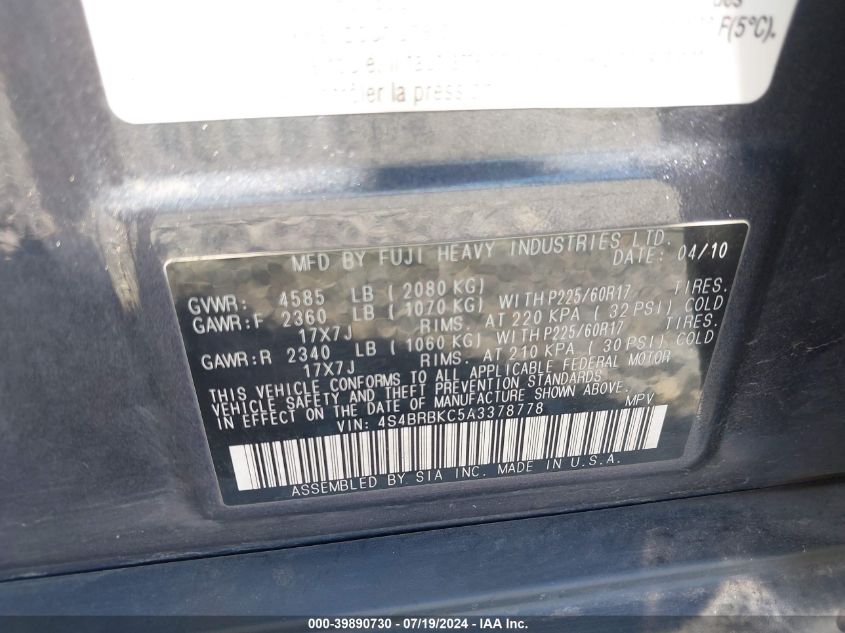 F(5°C).
la pression
MFD BY FUJI HEAVY INDUSTRIES LTD.
DATE: 04/10
GVWR: 4585 LB ( 2080 KG)
GAWR:F 2360 LB ( 1070 KG) WITH P225/60R17 TIRES.
17X7J RIMS. AT 220 KPA ( 32 PSI) COLD
GAWR:R 2340 LB ( 1060 KG) WITH P225/60R17 TIRES.
17X7J RIMS. AT 210 KPA ( 30 PSI) COLD
THIS VEHICLE CONFORMS TO ALL APPLICABLE FEDERAL MOTOR
VEHICLE SAFETY AND THEFT PREVENTION STANDARDS
IN EFFECT ON THE DATE OF MANUFACTURE SHOWN ABOVE.
VIN: 4S4BRBKC5A3378778 MPV
ASSEMBLED BY SIA INC. MADE IN U.S.A.
000-39890730 - 07/19/2024 - IAA Inc.